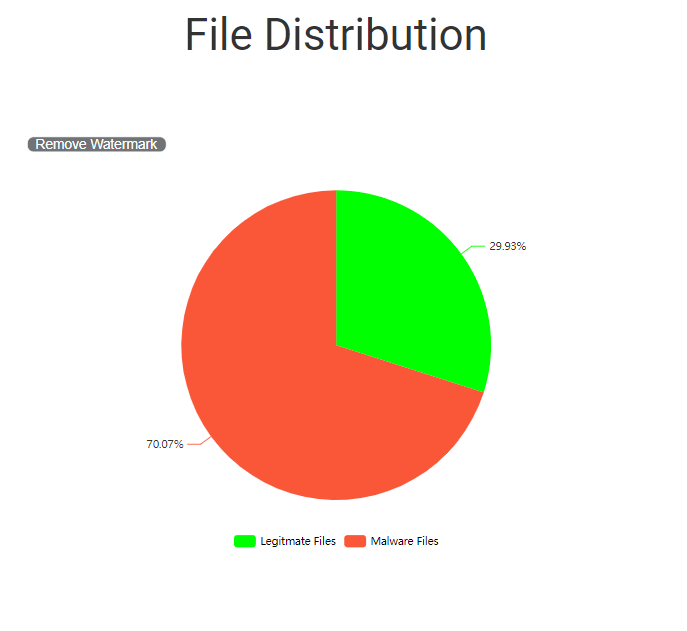 File Distribution
Remove Watermark
29.93%
70.07%
Legitmate Files
Malware Files